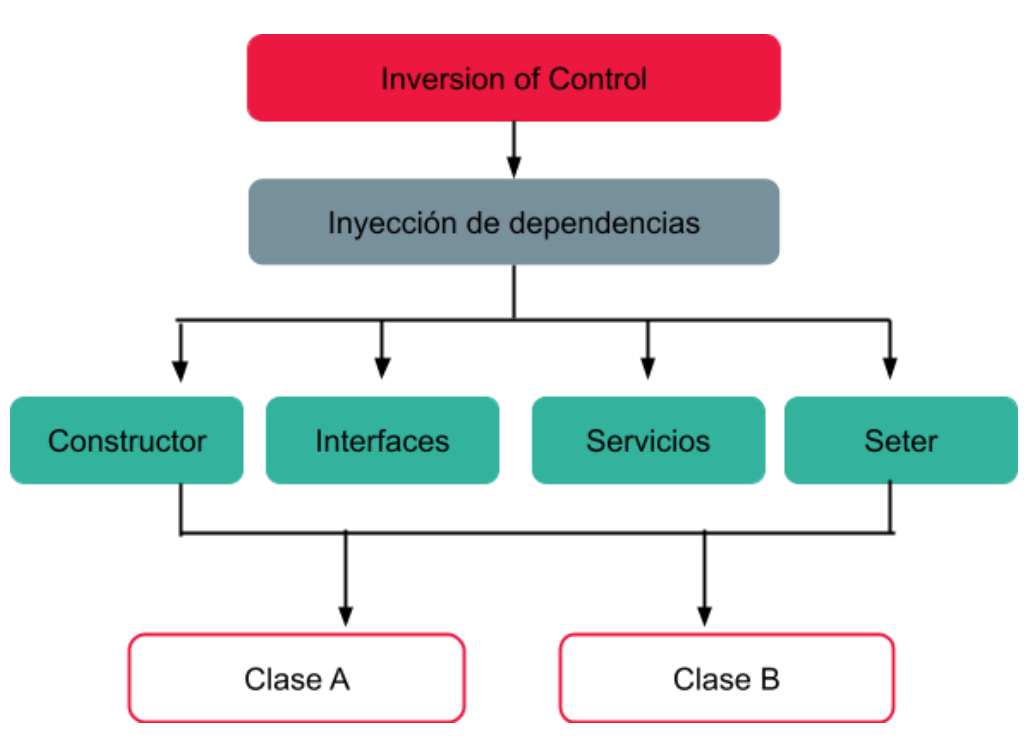 Inversion of Control
Inyección de dependencias
Constructor
Interfaces
Servicios
Seter
Clase A
Clase B